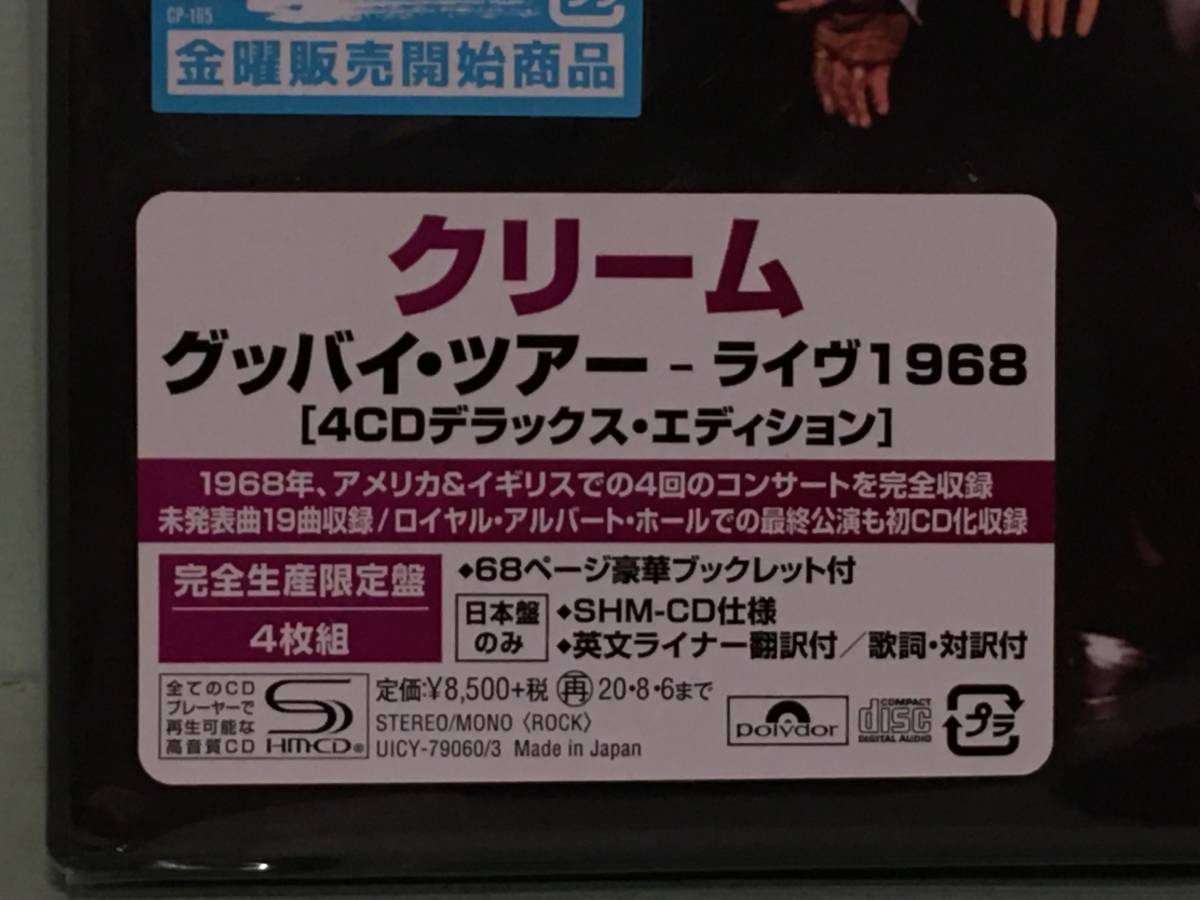 CP-165
金曜販売開始商品
クリーム
グッバイ・ツアー – ライヴ1968
[4CDデラックス・エディション]
1968年、アメリカ&イギリスでの4回のコンサートを完全収録
未発表曲19曲収録/ロイヤル・アルバート・ホールでの最終公演も初CD化収録
完全生産限定盤
4枚組
◆68ページ豪華ブックレット付
日本盤のみ
◆SHM-CD仕様
◆英文ライナー翻訳付/歌詞・対訳付
全てのCD
プレーヤーで
再生可能な
高音質CD
SHM-CD®
定価:¥8,500+税 再 20・8・6まで
STEREO/MONO 〈ROCK〉
UICY-79060/3 Made in Japan
polydor
COMPACT
disc
DIGITAL AUDIO
プラ